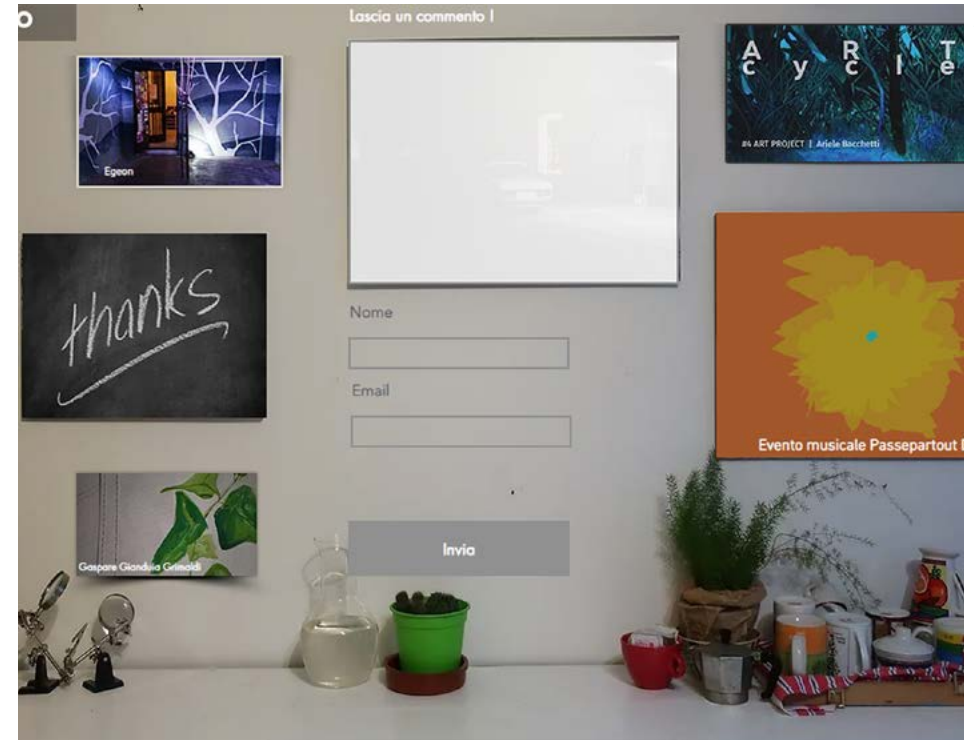 Lascia un commento !
A R T
c y c l e
#4 ART PROJECT | Ariele Bacchetti
Egeon
thanks
Nome
Email
Evento musicale Passepartout
Invia
Gaspare Gianduia Grimaldi